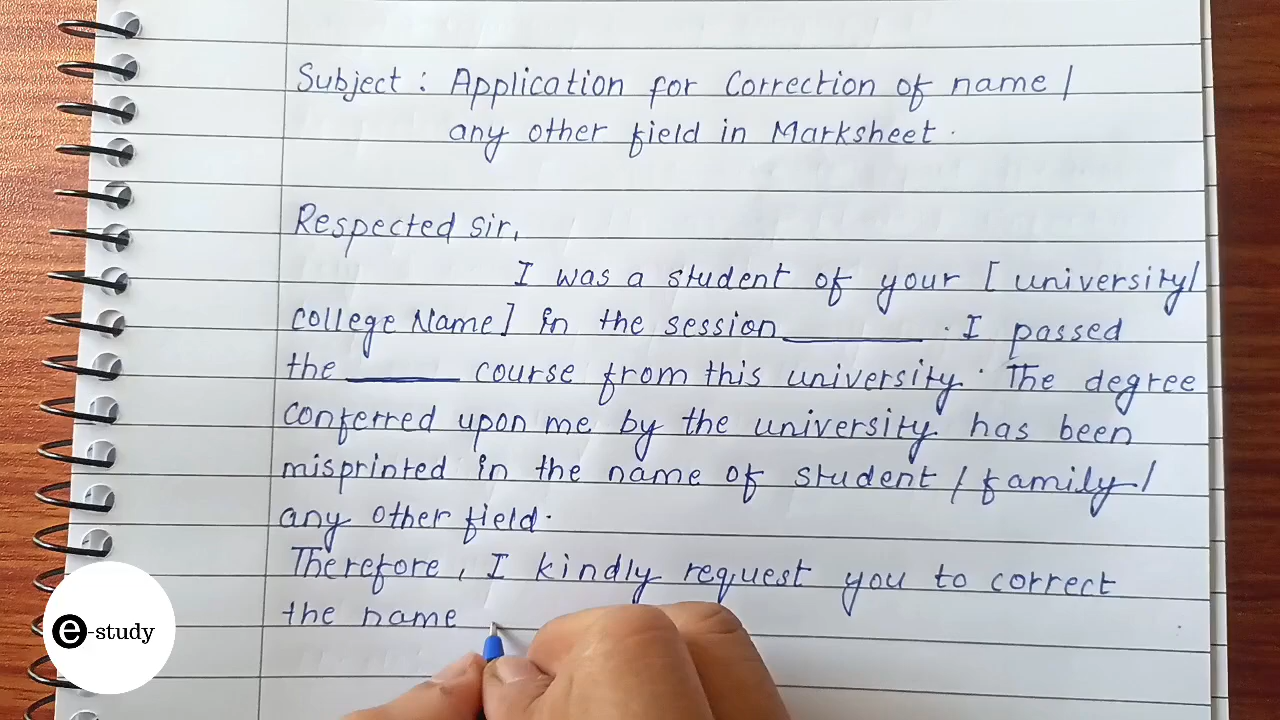 Subject : Application for Correction of name /
any other field in Marksheet.
Respected Sir,
I was a student of your [ university/
college Name] in the session ________ . I passed
the ______ course from this university. The degree
conferred upon me by the university has been
misprinted in the name of student / family /
any other field.
Therefore, I kindly request you to correct
the name
e-study